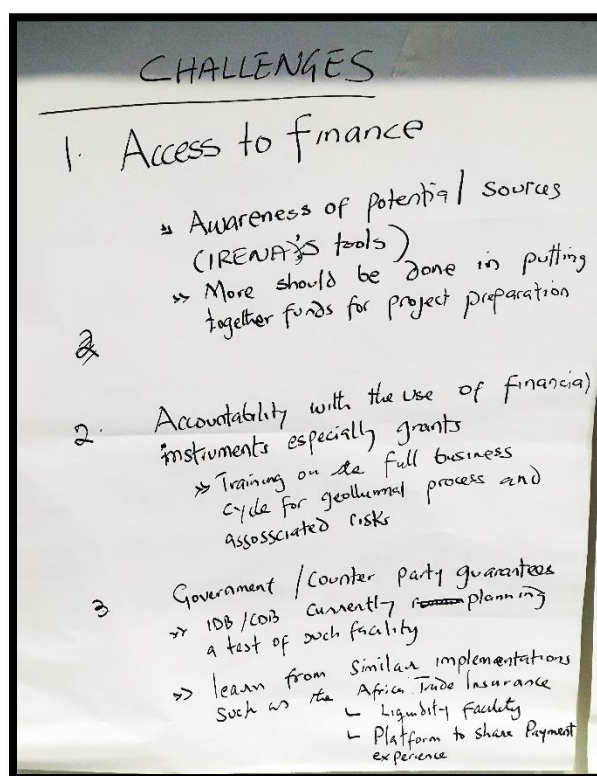 CHALLENGES
1. Access to finance
» Awareness of potential sources
(IRENA's tools)
» More should be done in putting
together funds for project preparation
2.
Accountability with the use of financial
instruments especially grants
» Training on the full business
cycle for geothermal process and
assossciated risks
3
Government / Counter party guarantees
» IDB / CDB currently planning
a test of such facility
» learn from similar implementations
such as the Africa Trade Insurance
└ Liquidity Facility
└ Platform to share Payment
experience